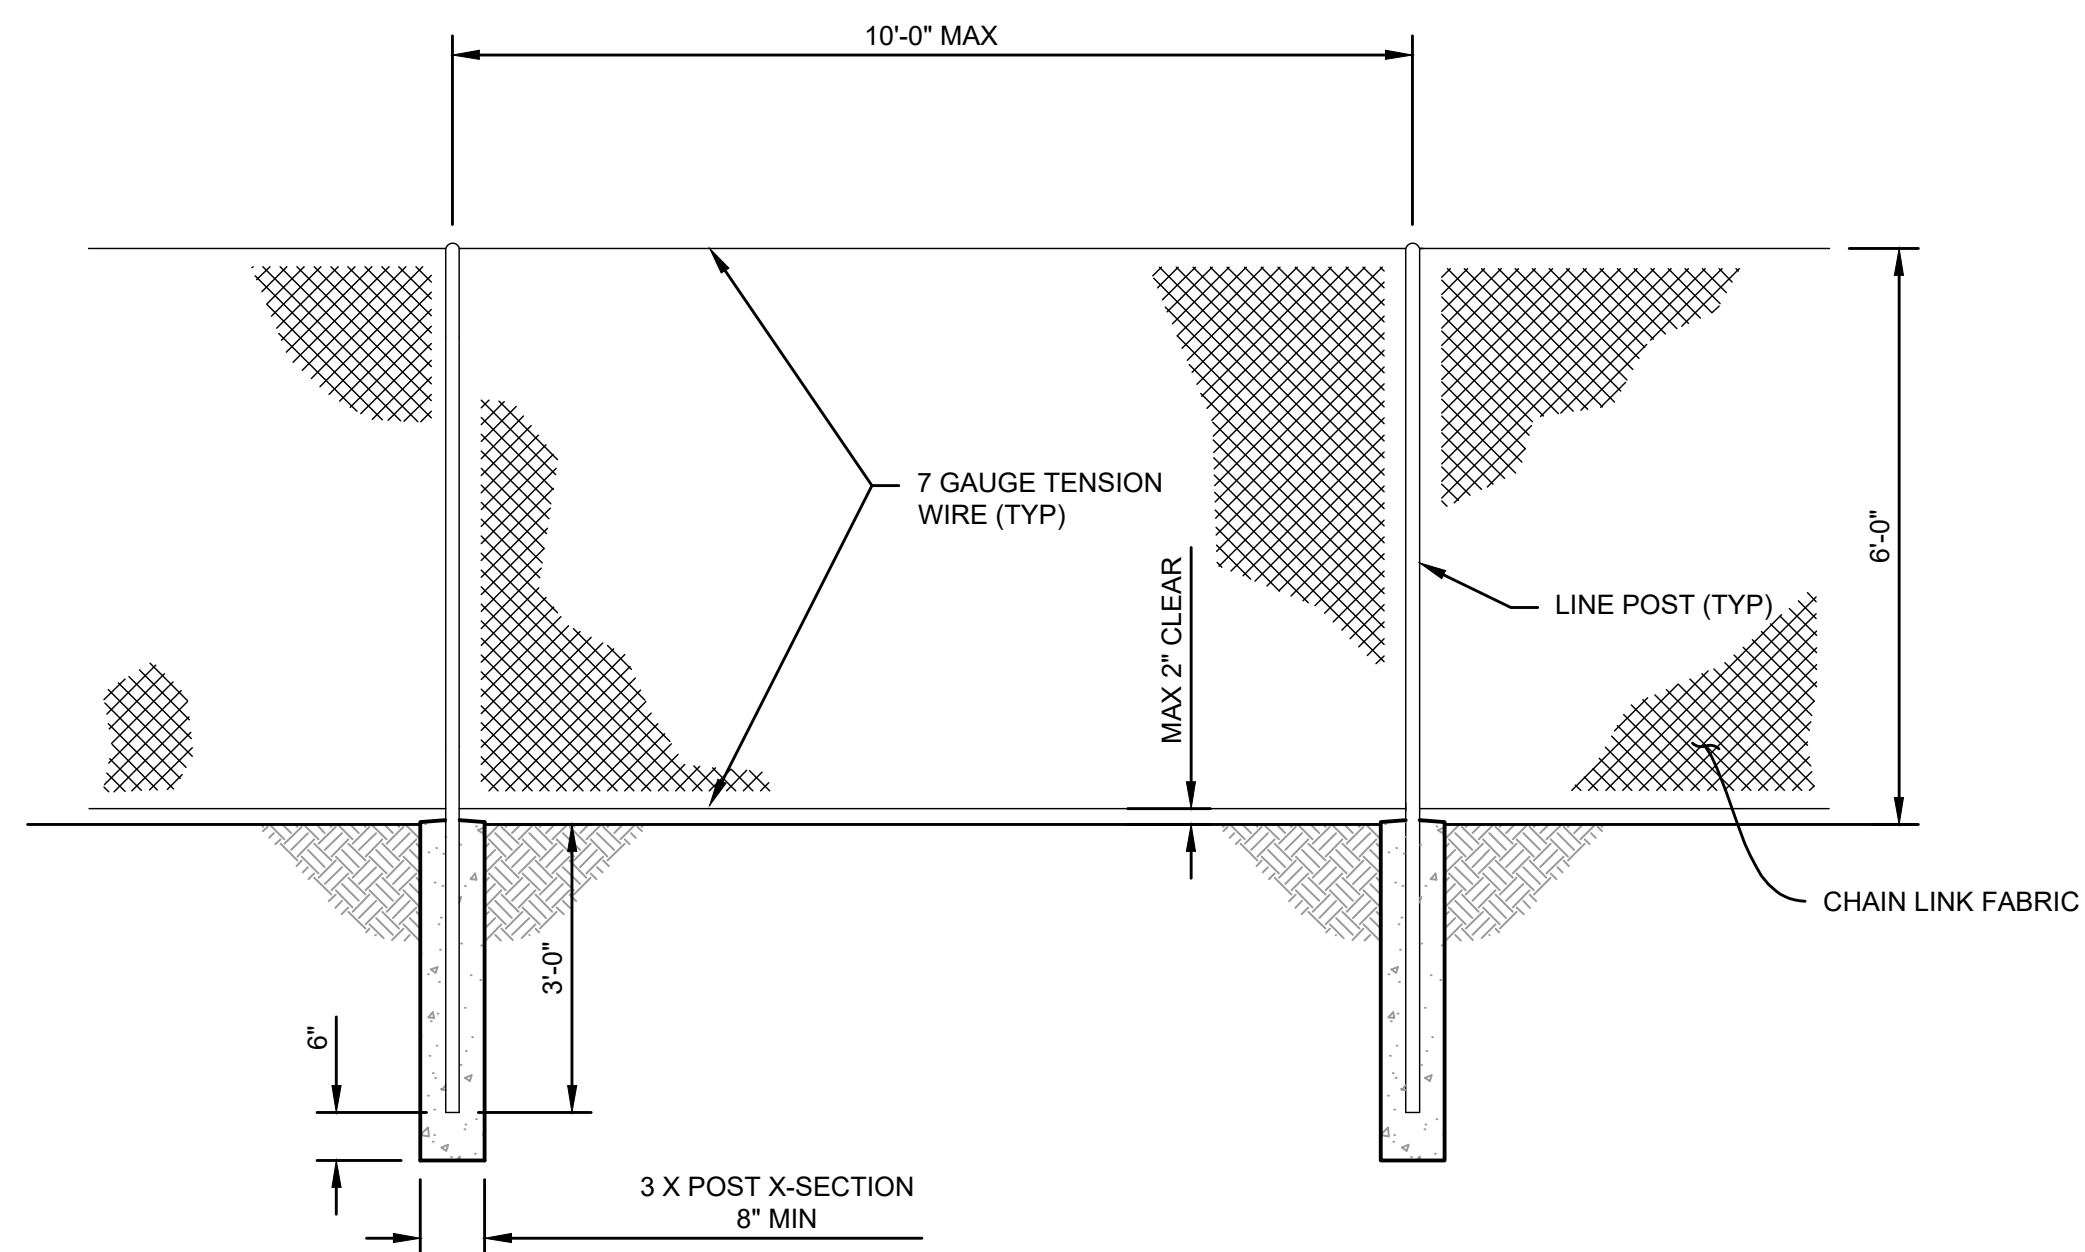 10'-0" MAX
7 GAUGE TENSION
WIRE (TYP)
MAX 2" CLEAR
LINE POST (TYP)
6'-0"
CHAIN LINK FABRIC
3'-0"
6"
3 X POST X-SECTION
8" MIN